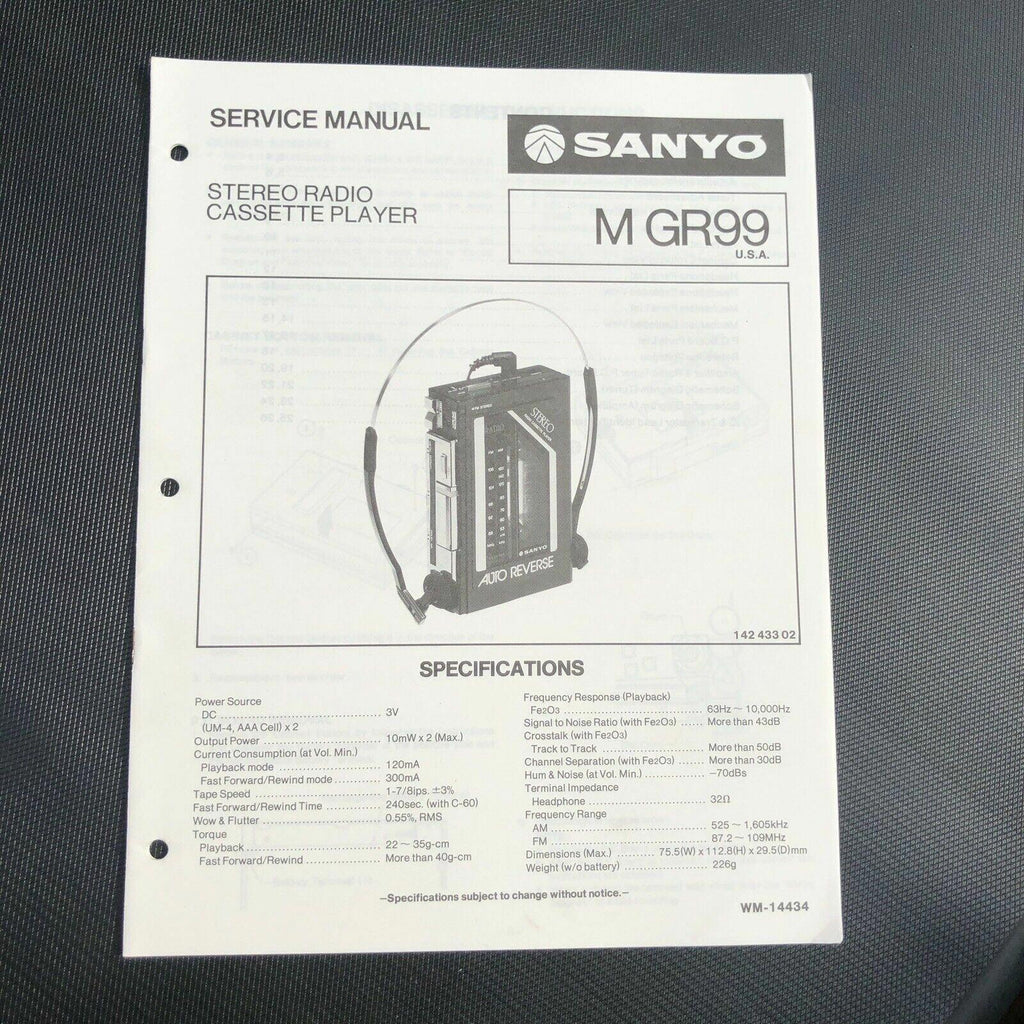 SERVICE MANUAL
SANYO
STEREO RADIO
CASSETTE PLAYER
M GR99
U.S.A.
STEREO
RADIO
SANYO
AUTO REVERSE
142 433 02
SPECIFICATIONS
Power Source
DC ........................................ 3V
(UM-4, AAA Cell) x 2
Output Power ............................. 10mW x 2 (Max.)
Current Consumption (at Vol. Min.)
Playback mode ........................... 120mA
Fast Forward/Rewind mode ............ 300mA
Tape Speed ................................ 1-7/8ips. ±3%
Fast Forward/Rewind Time .............. 240sec. (with C-60)
Wow & Flutter ............................. 0.55%, RMS
Torque
Playback .................................. 22 ~ 35g-cm
Fast Forward/Rewind ................... More than 40g-cm
Frequency Response (Playback)
Fe2O3 .................................... 63Hz ~ 10,000Hz
Signal to Noise Ratio (with Fe2O3) ...... More than 43dB
Crosstalk (with Fe2O3)
Track to Track ........................... More than 50dB
Channel Separation (with Fe2O3) ....... More than 30dB
Hum & Noise (at Vol. Min.) ............... −70dBs
Terminal Impedance
Headphone .............................. 32Ω
Frequency Range
AM ....................................... 525 ~ 1,605kHz
FM ....................................... 87.2 ~ 109MHz
Dimensions (Max.) ......... 75.5(W) x 112.8(H) x 29.5(D)mm
Weight (w/o battery) ..................... 226g
–Specifications subject to change without notice.–
WM-14434